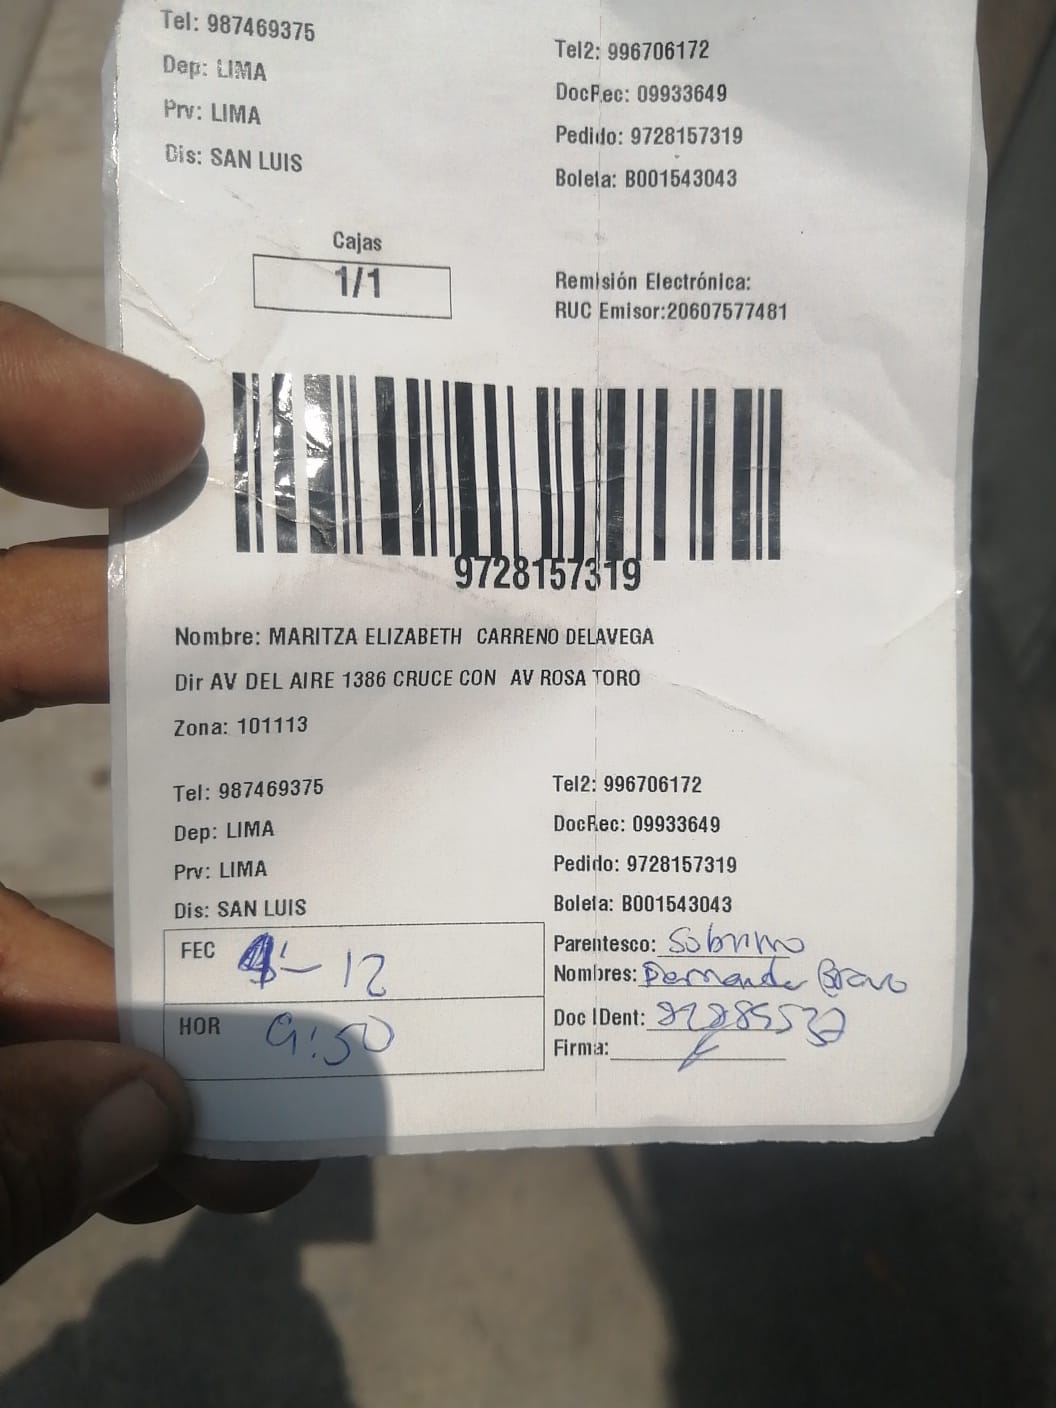 Tel: 987469375
Tel2: 996706172
Dep: LIMA
DocRec: 09933649
Prv: LIMA
Pedido: 9728157319
Dis: SAN LUIS
Boleta: B001543043
Cajas
1/1
Remisión Electrónica:
RUC Emisor:20607577481
9728157319
Nombre: MARITZA ELIZABETH CARRENO DELAVEGA
Dir AV DEL AIRE 1386 CRUCE CON AV ROSA TORO
Zona: 101113
Tel: 987469375
Tel2: 996706172
Dep: LIMA
DocRec: 09933649
Prv: LIMA
Pedido: 9728157319
Dis: SAN LUIS
Boleta: B001543043
FEC - 12
Parentesco: Sobrino
Nombres: Bravo
HOR 9:50
Doc IDent:
Firma: